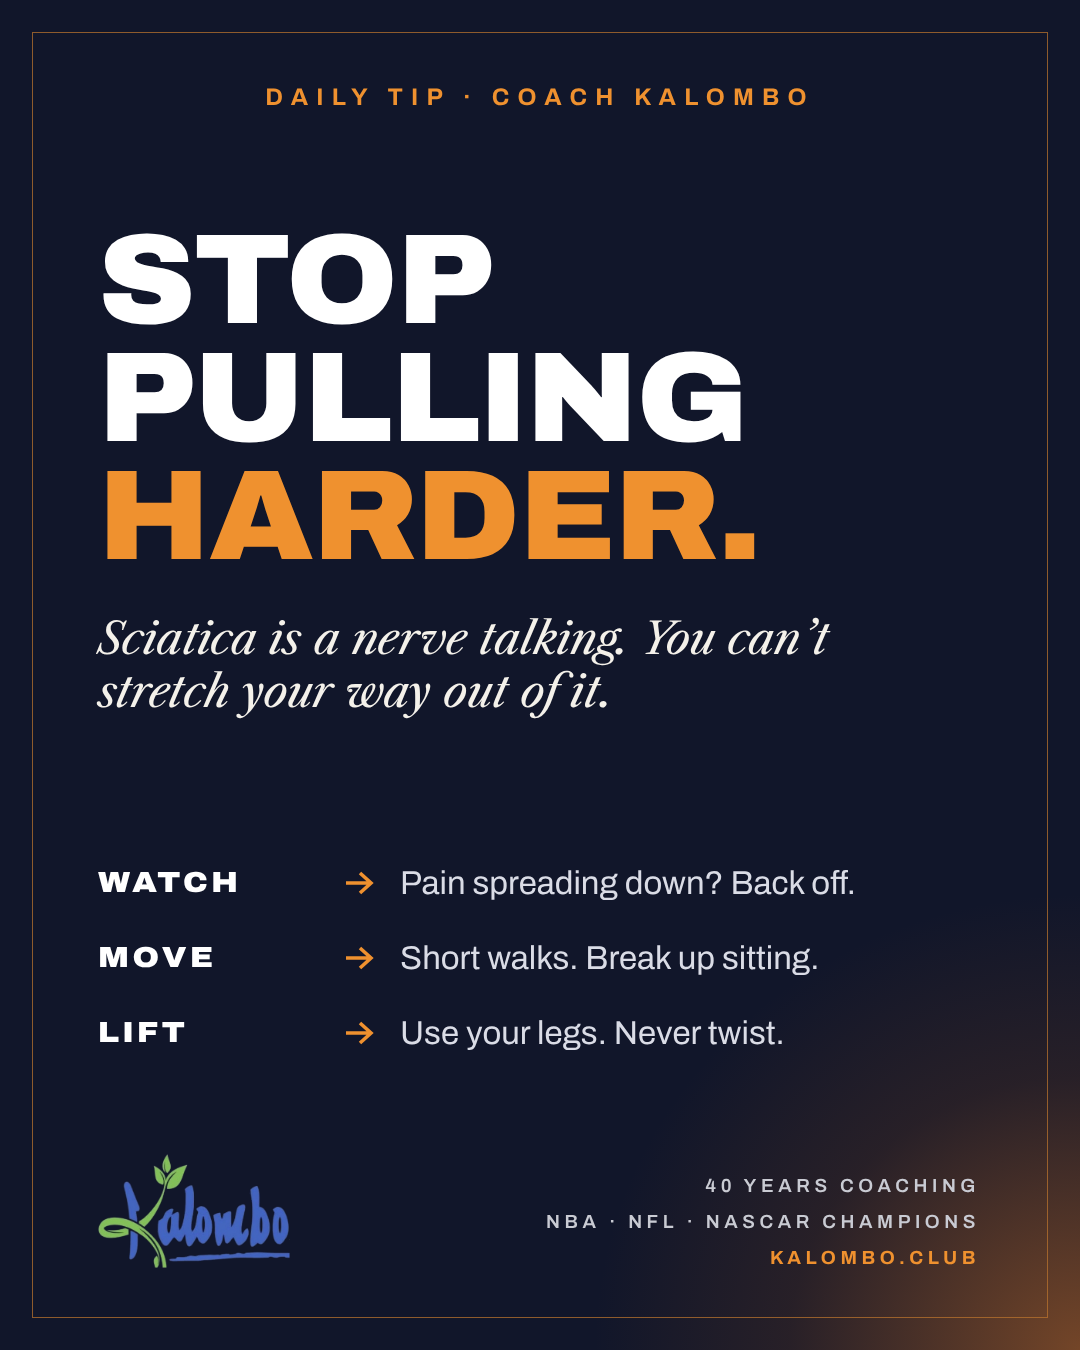 DAILY TIP · COACH KALOMBO
STOP
PULLING
HARDER.
Sciatica is a nerve talking. You can’t
stretch your way out of it.
WATCH → Pain spreading down? Back off.
MOVE → Short walks. Break up sitting.
LIFT → Use your legs. Never twist.
Kalombo
40 YEARS COACHING
NBA · NFL · NASCAR CHAMPIONS
KALOMBO.CLUB